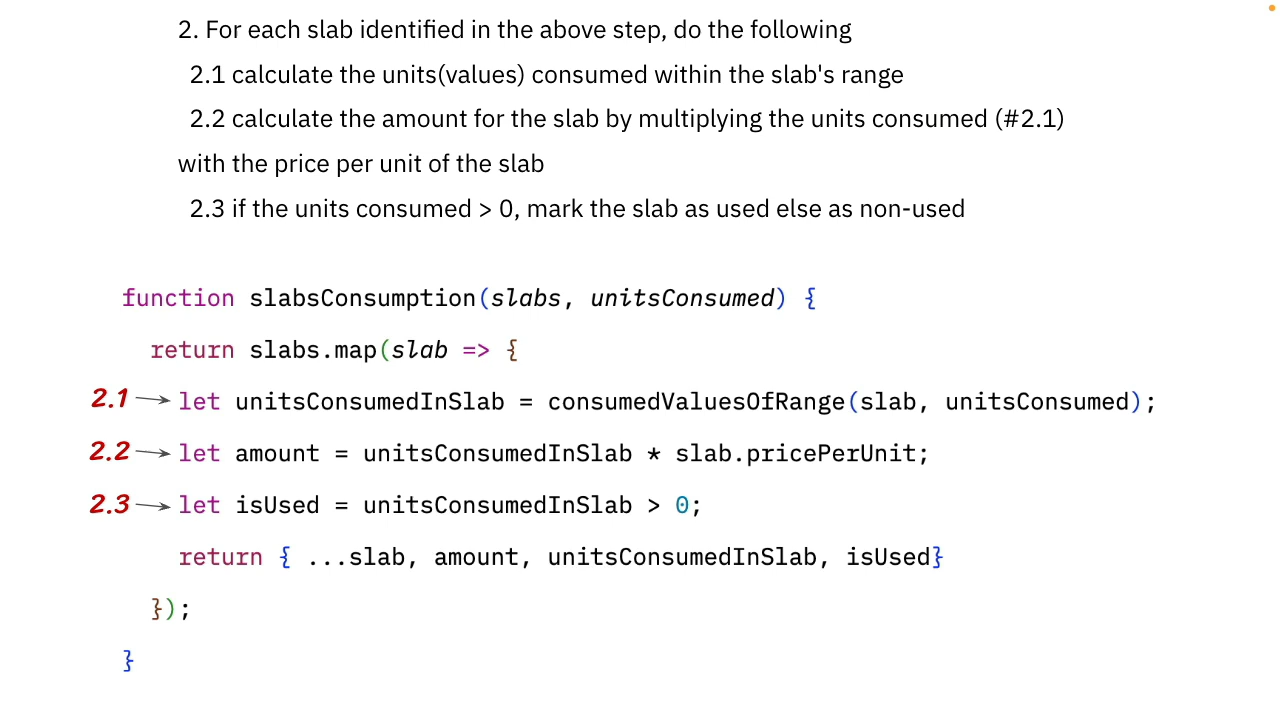 2. For each slab identified in the above step, do the following
2.1 calculate the units(values) consumed within the slab's range
2.2 calculate the amount for the slab by multiplying the units consumed (#2.1)
with the price per unit of the slab
2.3 if the units consumed > 0, mark the slab as used else as non-used
function slabsConsumption(slabs, unitsConsumed) {
return slabs.map(slab => {
2.1 let unitsConsumedInSlab = consumedValuesOfRange(slab, unitsConsumed);
2.2 let amount = unitsConsumedInSlab * slab.pricePerUnit;
2.3 let isUsed = unitsConsumedInSlab > 0;
return { ...slab, amount, unitsConsumedInSlab, isUsed}
});
}